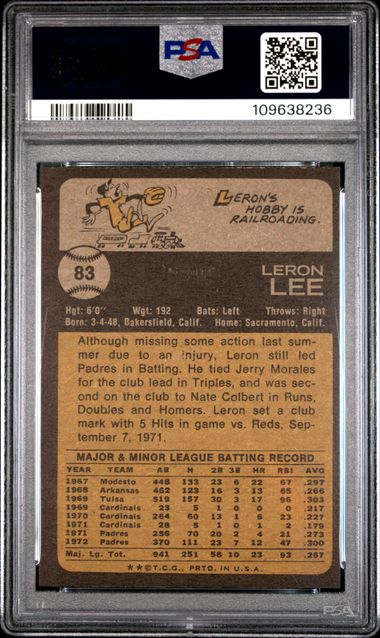 PSA
109638236
LERON'S
HOBBY IS
RAILROADING.
83
LERON
LEE
Hgt: 6'0" Wgt: 192 Bats: Left Throws: Right
Born: 3-4-48, Bakersfield, Calif. Home: Sacramento, Calif.
Although missing some action last sum-
mer due to an injury, Leron still led
Padres in Batting. He tied Jerry Morales
for the club lead in Triples, and was sec-
ond on the club to Nate Colbert in Runs,
Doubles and Homers. Leron set a club
mark with 5 Hits in game vs. Reds, Sep-
tember 7, 1971.
MAJOR & MINOR LEAGUE BATTING RECORD
YEAR TEAM AB H 2B 3B HR RBI AVG
1967 Modesto 448 133 23 6 22 67 .297
1968 Arkansas 462 123 16 3 13 65 .266
1969 Tulsa 519 157 30 3 17 96 .303
1969 Cardinals 23 5 1 0 0 0 .217
1970 Cardinals 264 60 13 1 6 23 .227
1971 Cardinals 28 5 1 0 1 2 .179
1971 Padres 256 70 20 2 4 21 .273
1972 Padres 370 111 23 7 12 47 .300
Maj. Lg. Tot. 941 251 58 10 23 93 .267
★★©T.C.G., PRTD. IN U.S.A.
PSA